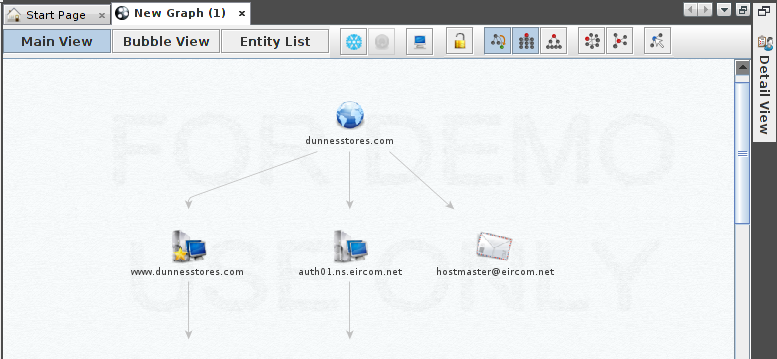 Start Page
New Graph (1)
Main View
Bubble View
Entity List
Detail View
FOR DEMO
dunnesstores.com
USE ONLY
www.dunnesstores.com
auth01.ns.eircom.net
hostmaster@eircom.net